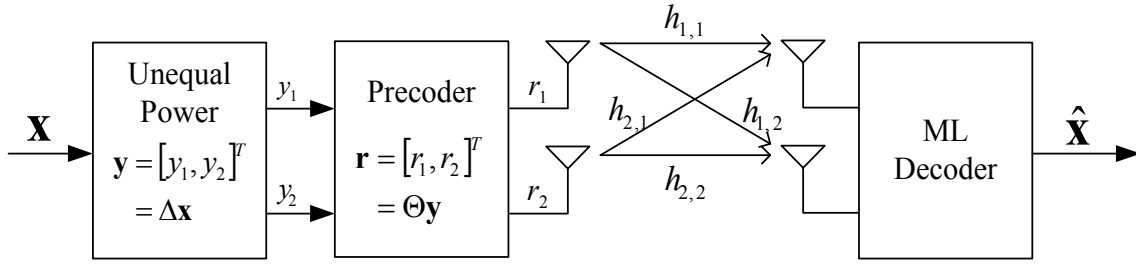 𝐱
Unequal
Power
𝐲 = [y₁, y₂]ᵀ
= Δ𝐱
y₁
y₂
Precoder
𝐫 = [r₁, r₂]ᵀ
= Θ𝐲
r₁
r₂
h₁,₁
h₂,₁
h₁,₂
h₂,₂
ML
Decoder
𝐱̂